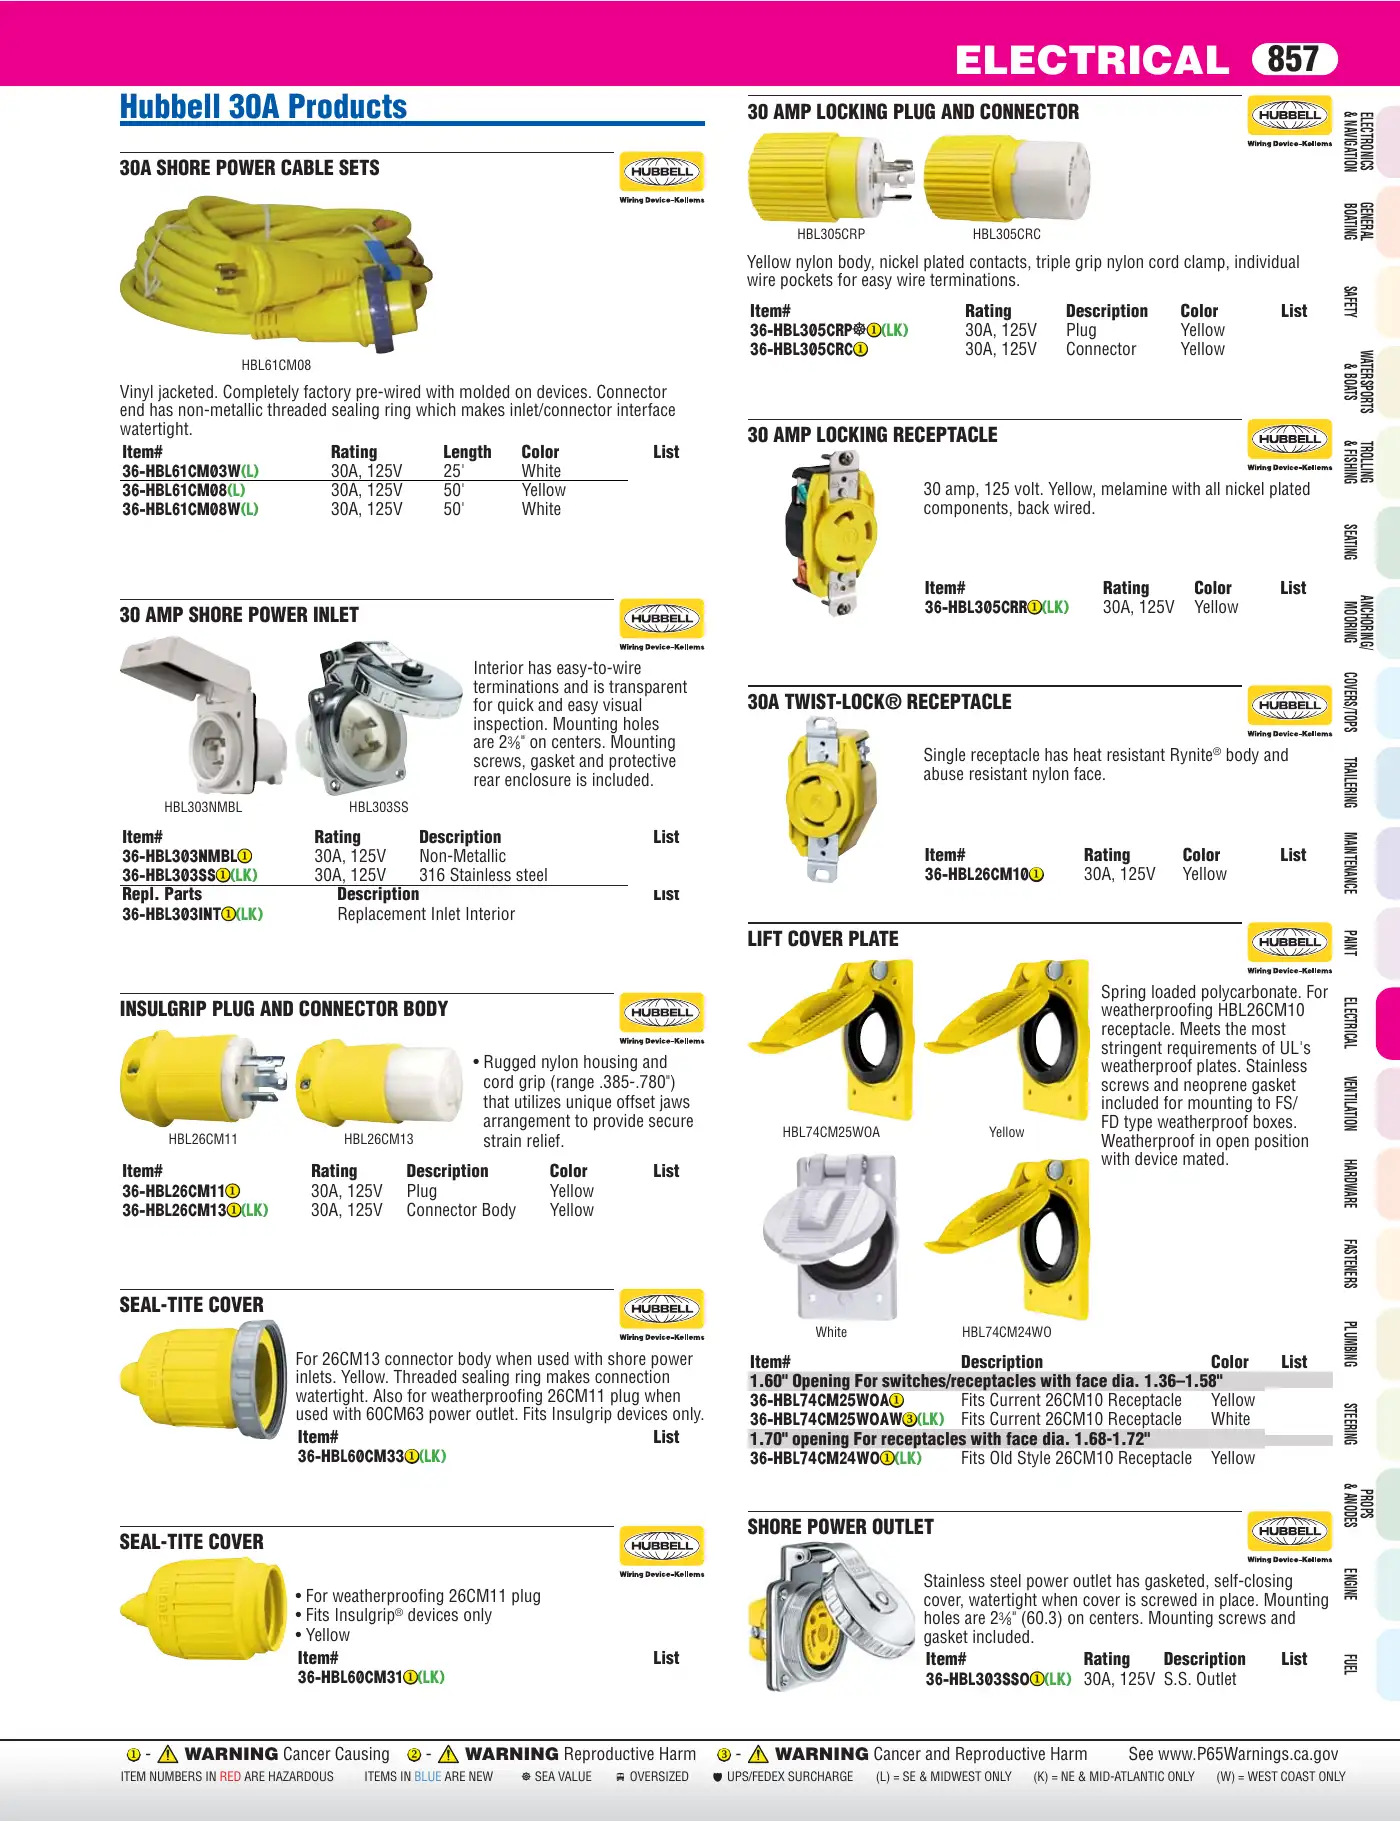 ELECTRICAL 857
Hubbell 30A Products
30A SHORE POWER CABLE SETS
HUBBELL
Wiring Device-Kellems
HBL61CM08
Vinyl jacketed. Completely factory pre-wired with molded on devices. Connector
end has non-metallic threaded sealing ring which makes inlet/connector interface
watertight.
Item# Rating Length Color List
36-HBL61CM03W(L) 30A, 125V 25' White
36-HBL61CM08(L) 30A, 125V 50' Yellow
36-HBL61CM08W(L) 30A, 125V 50' White
30 AMP SHORE POWER INLET
HUBBELL
Wiring Device-Kellems
Interior has easy-to-wire
terminations and is transparent
for quick and easy visual
inspection. Mounting holes
are 2⅜" on centers. Mounting
screws, gasket and protective
rear enclosure is included.
HBL303NMBL HBL303SS
Item# Rating Description List
36-HBL303NMBL① 30A, 125V Non-Metallic
36-HBL303SS①(LK) 30A, 125V 316 Stainless steel
Repl. Parts Description List
36-HBL303INT①(LK) Replacement Inlet Interior
INSULGRIP PLUG AND CONNECTOR BODY
HUBBELL
Wiring Device-Kellems
• Rugged nylon housing and
cord grip (range .385-.780")
that utilizes unique offset jaws
arrangement to provide secure
strain relief.
HBL26CM11 HBL26CM13
Item# Rating Description Color List
36-HBL26CM11① 30A, 125V Plug Yellow
36-HBL26CM13①(LK) 30A, 125V Connector Body Yellow
SEAL-TITE COVER
HUBBELL
Wiring Device-Kellems
For 26CM13 connector body when used with shore power
inlets. Yellow. Threaded sealing ring makes connection
watertight. Also for weatherproofing 26CM11 plug when
used with 60CM63 power outlet. Fits Insulgrip devices only.
Item# List
36-HBL60CM33①(LK)
SEAL-TITE COVER
HUBBELL
Wiring Device-Kellems
• For weatherproofing 26CM11 plug
• Fits Insulgrip® devices only
• Yellow
Item# List
36-HBL60CM31①(LK)
30 AMP LOCKING PLUG AND CONNECTOR
HUBBELL
Wiring Device-Kellems
HBL305CRP HBL305CRC
Yellow nylon body, nickel plated contacts, triple grip nylon cord clamp, individual
wire pockets for easy wire terminations.
Item# Rating Description Color List
36-HBL305CRP☸①(LK) 30A, 125V Plug Yellow
36-HBL305CRC① 30A, 125V Connector Yellow
30 AMP LOCKING RECEPTACLE
HUBBELL
Wiring Device-Kellems
30 amp, 125 volt. Yellow, melamine with all nickel plated
components, back wired.
Item# Rating Color List
36-HBL305CRR①(LK) 30A, 125V Yellow
30A TWIST-LOCK® RECEPTACLE
HUBBELL
Wiring Device-Kellems
Single receptacle has heat resistant Rynite® body and
abuse resistant nylon face.
Item# Rating Color List
36-HBL26CM10① 30A, 125V Yellow
LIFT COVER PLATE
HUBBELL
Wiring Device-Kellems
Spring loaded polycarbonate. For
weatherproofing HBL26CM10
receptacle. Meets the most
stringent requirements of UL's
weatherproof plates. Stainless
screws and neoprene gasket
included for mounting to FS/
FD type weatherproof boxes.
Weatherproof in open position
with device mated.
HBL74CM25WOA Yellow
White HBL74CM24WO
Item# Description Color List
1.60" Opening For switches/receptacles with face dia. 1.36–1.58"
36-HBL74CM25WOA① Fits Current 26CM10 Receptacle Yellow
36-HBL74CM25WOAW③(LK) Fits Current 26CM10 Receptacle White
1.70" opening For receptacles with face dia. 1.68-1.72"
36-HBL74CM24WO①(LK) Fits Old Style 26CM10 Receptacle Yellow
SHORE POWER OUTLET
HUBBELL
Wiring Device-Kellems
Stainless steel power outlet has gasketed, self-closing
cover, watertight when cover is screwed in place. Mounting
holes are 2⅜" (60.3) on centers. Mounting screws and
gasket included.
Item# Rating Description List
36-HBL303SSO①(LK) 30A, 125V S.S. Outlet
ELECTRONICS
& NAVIGATION
GENERAL
BOATING
SAFETY
WATERSPORTS
& BOATS
TROLLING
& FISHING
SEATING
ANCHORING/
MOORING
COVERS/TOPS
TRAILERING
MAINTENANCE
PAINT
ELECTRICAL
VENTILATION
HARDWARE
FASTENERS
PLUMBING
STEERING
PROPS
& ANODES
ENGINE
FUEL
① - ⚠ WARNING Cancer Causing ② - ⚠ WARNING Reproductive Harm ③ - ⚠ WARNING Cancer and Reproductive Harm See www.P65Warnings.ca.gov
ITEM NUMBERS IN RED ARE HAZARDOUS ITEMS IN BLUE ARE NEW ☸ SEA VALUE OVERSIZED UPS/FEDEX SURCHARGE (L) = SE & MIDWEST ONLY (K) = NE & MID-ATLANTIC ONLY (W) = WEST COAST ONLY